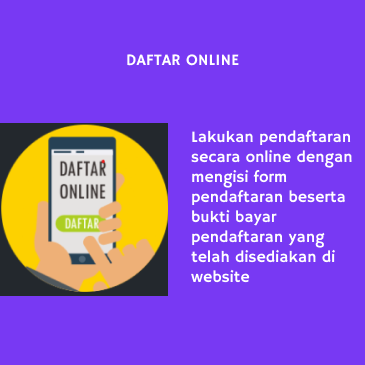 DAFTAR ONLINE
DAFTAR
ONLINE
DAFTAR
Lakukan pendaftaran
secara online dengan
mengisi form
pendaftaran beserta
bukti bayar
pendaftaran yang
telah disediakan di
website